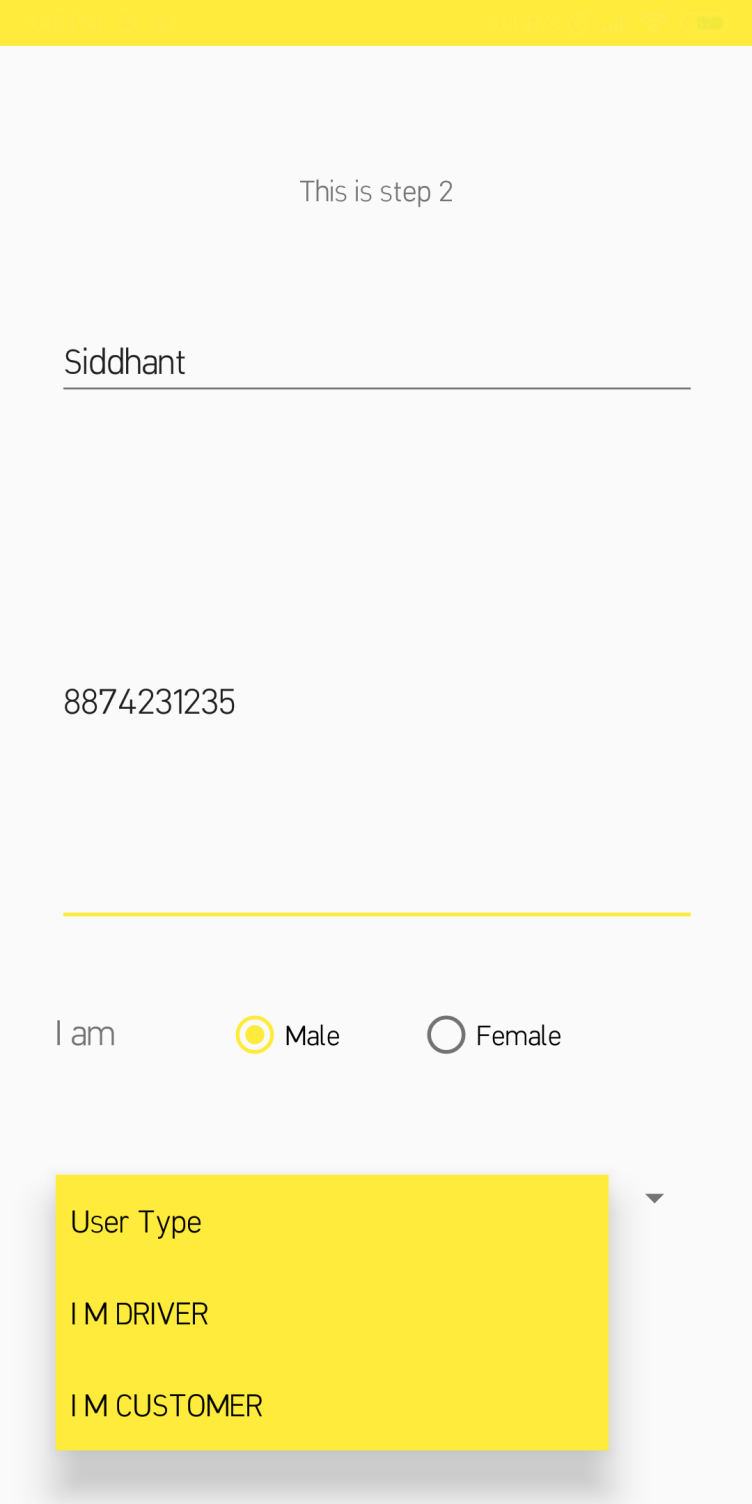 This is step 2
Siddhant
8874231235
I am Male Female
User Type
I M DRIVER
I M CUSTOMER